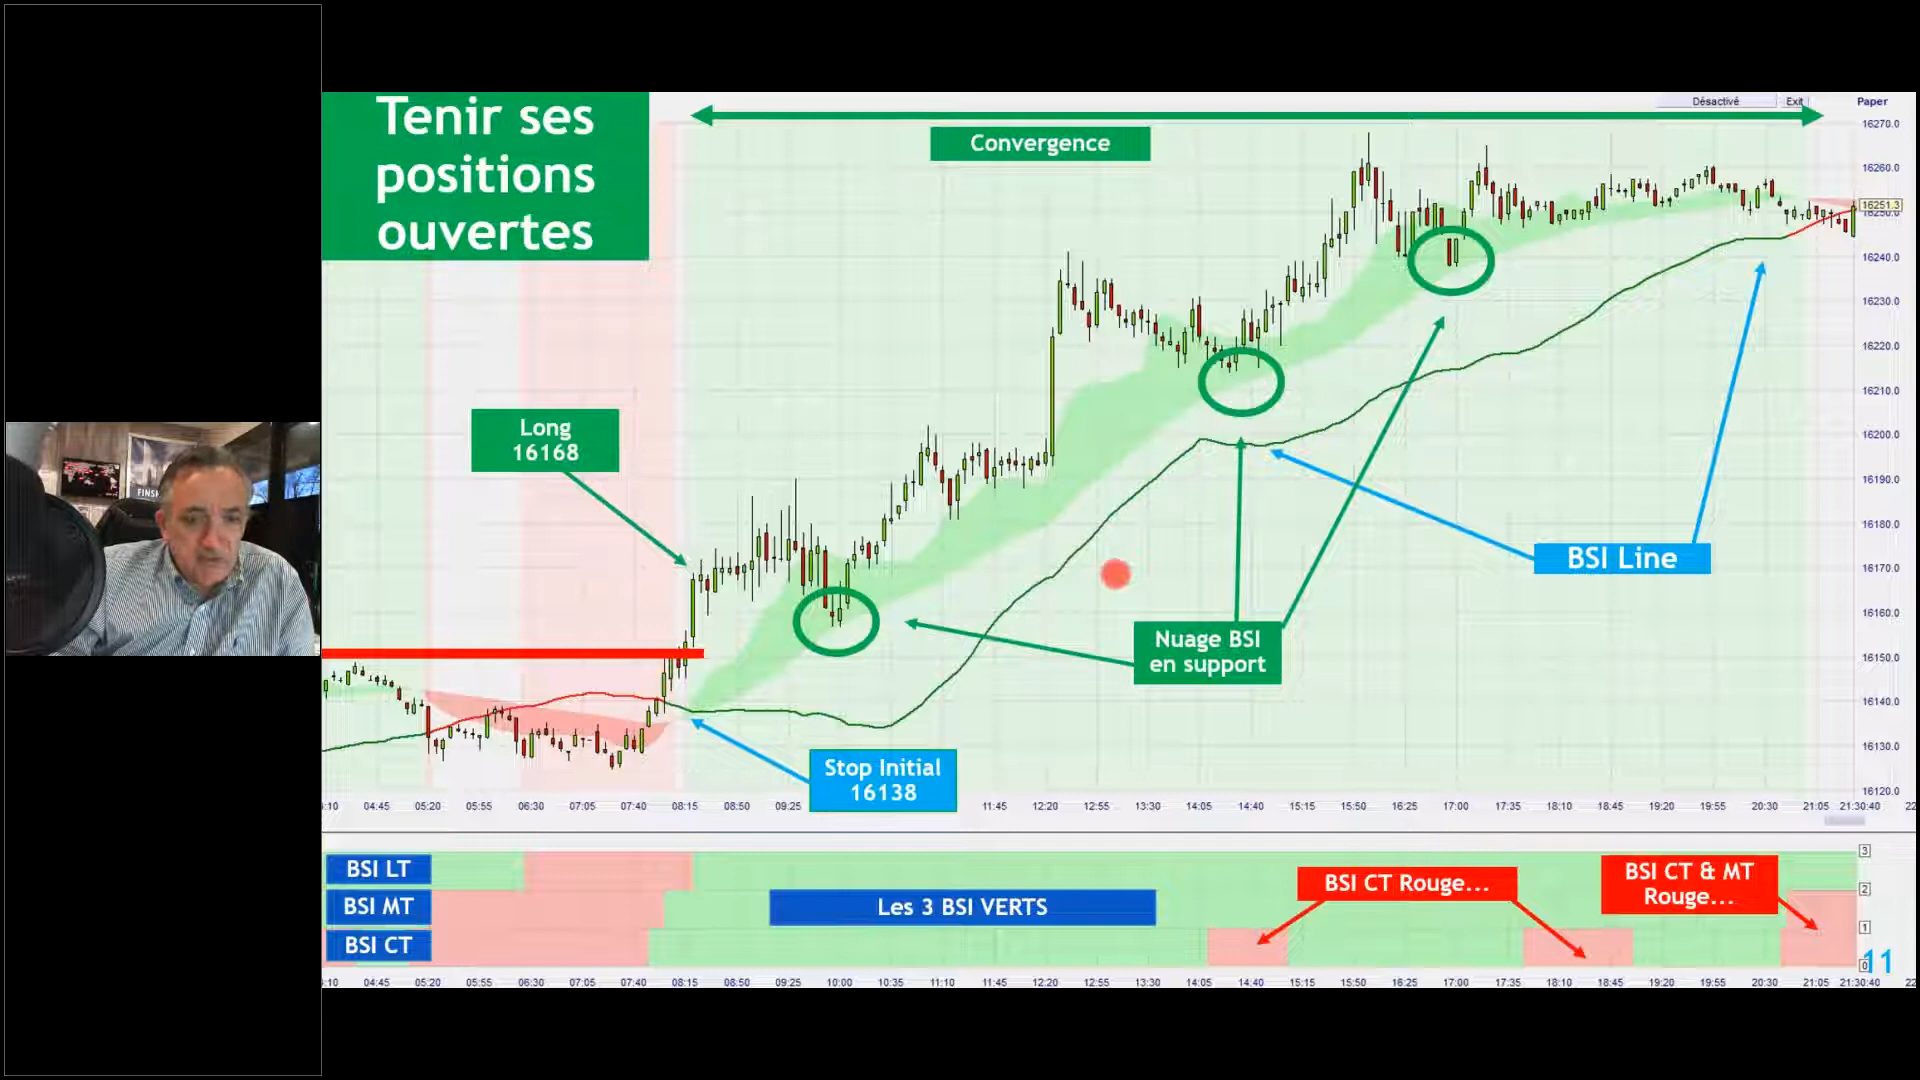 Tenir ses
positions
ouvertes
Convergence
Désactivé
Exit
Paper
16270.0
16260.0
16251.3
16250.0
16240.0
16230.0
16220.0
16210.0
16200.0
16190.0
16180.0
16170.0
16160.0
16150.0
16140.0
16130.0
16120.0
Long
16168
BSI Line
Nuage BSI
en support
Stop Initial
16138
FINSK
:10 04:45 05:20 05:55 06:30 07:05 07:40 08:15 08:50 09:25 11:45 12:20 12:55 13:30 14:05 14:40 15:15 15:50 16:25 17:00 17:35 18:10 18:45 19:20 19:55 20:30 21:05 21:30:40 22
BSI LT
BSI MT
BSI CT
Les 3 BSI VERTS
BSI CT Rouge...
BSI CT & MT
Rouge...
3
2
1
0
11
:10 04:45 05:20 05:55 06:30 07:05 07:40 08:15 08:50 09:25 10:00 10:35 11:10 11:45 12:20 12:55 13:30 14:05 14:40 15:15 15:50 16:25 17:00 17:35 18:10 18:45 19:20 19:55 20:30 21:05 21:30:40 22